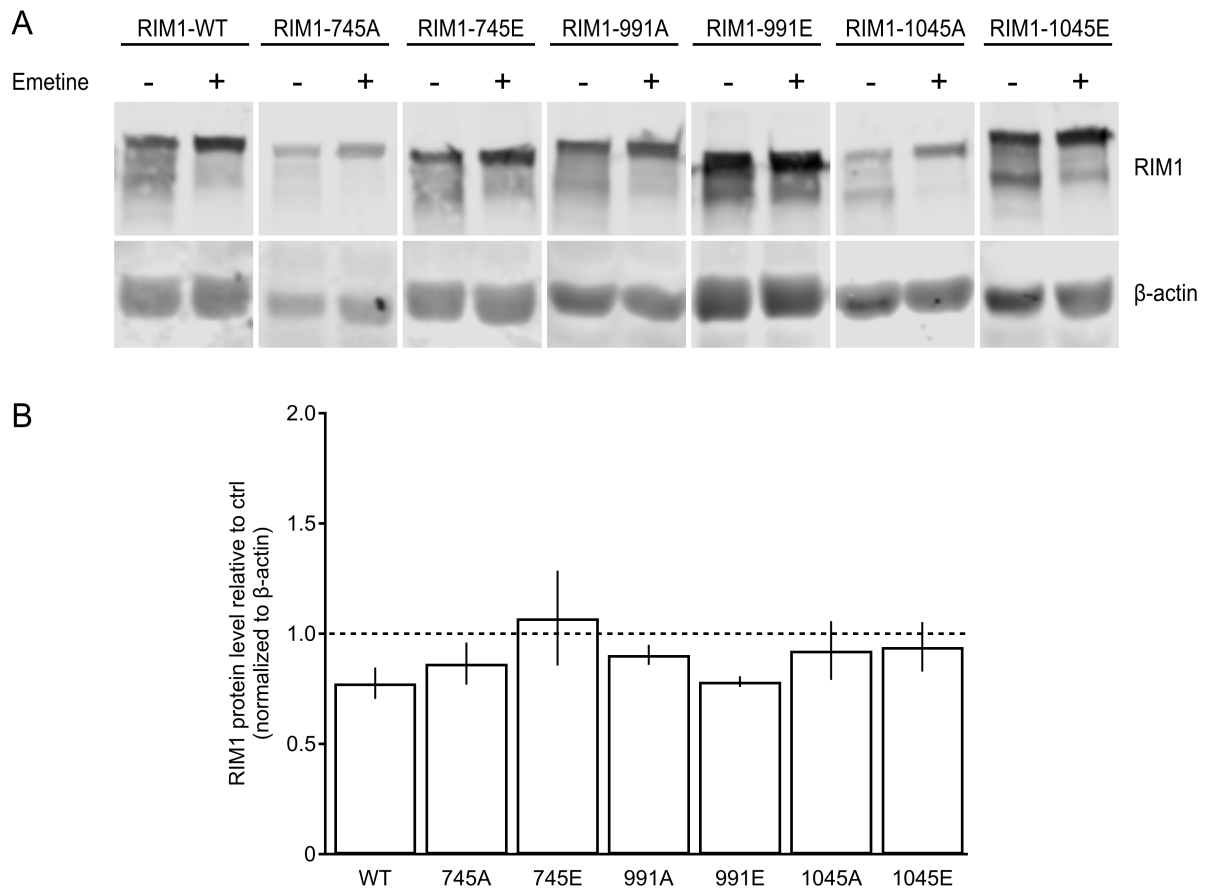 A
RIM1-WT RIM1-745A RIM1-745E RIM1-991A RIM1-991E RIM1-1045A RIM1-1045E
Emetine - + - + - + - + - + - + - +
RIM1
β-actin
B
RIM1 protein level relative to ctrl
(normalized to β-actin)
2.0
1.5
1.0
0.5
0
WT 745A 745E 991A 991E 1045A 1045E